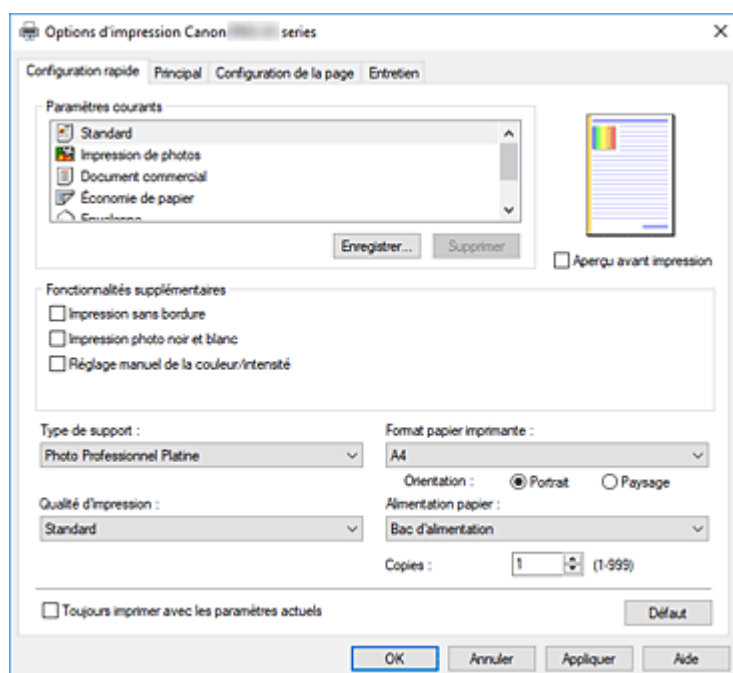 Options d'impression Canon series
Configuration rapide Principal Configuration de la page Entretien
Paramètres courants
Standard
Impression de photos
Document commercial
Économie de papier
Enregistrer... Supprimer
Aperçu avant impression
Fonctionnalités supplémentaires
Impression sans bordure
Impression photo noir et blanc
Réglage manuel de la couleur/intensité
Type de support : Format papier imprimante :
Photo Professionnel Platine A4
Orientation : Portrait Paysage
Qualité d'impression : Alimentation papier :
Standard Bac d'alimentation
Copies : 1 (1-999)
Toujours imprimer avec les paramètres actuels Défaut
OK Annuler Appliquer Aide